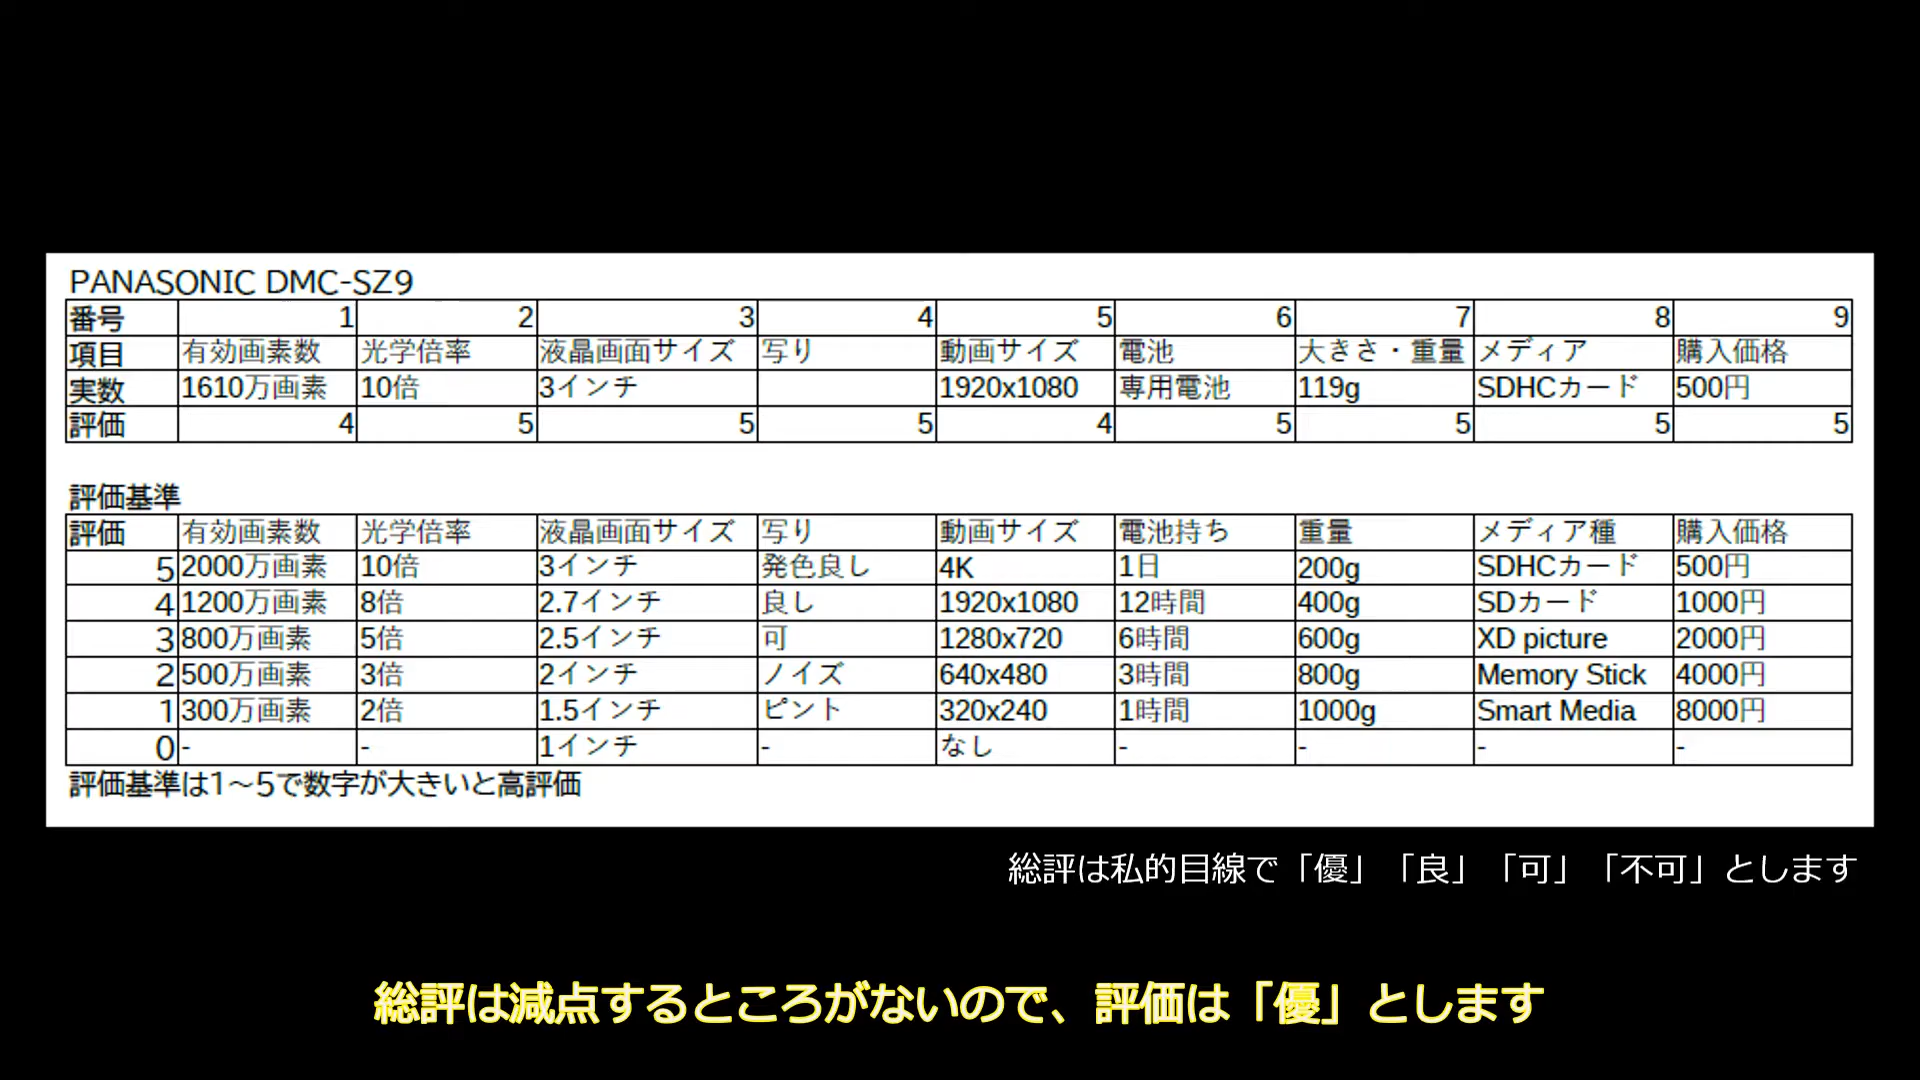 PANASONIC DMC-SZ9
番号 1 2 3 4 5 6 7 8 9
項目 有効画素数 光学倍率 液晶画面サイズ 写り 動画サイズ 電池 大きさ・重量 メディア 購入価格
実数 1610万画素 10倍 3インチ 1920x1080 専用電池 119g SDHCカード 500円
評価 4 5 5 5 4 5 5 5 5
評価基準
評価 有効画素数 光学倍率 液晶画面サイズ 写り 動画サイズ 電池持ち 重量 メディア種 購入価格
5 2000万画素 10倍 3インチ 発色良し 4K 1日 200g SDHCカード 500円
4 1200万画素 8倍 2.7インチ 良し 1920x1080 12時間 400g SDカード 1000円
3 800万画素 5倍 2.5インチ 可 1280x720 6時間 600g XD picture 2000円
2 500万画素 3倍 2インチ ノイズ 640x480 3時間 800g Memory Stick 4000円
1 300万画素 2倍 1.5インチ ピント 320x240 1時間 1000g Smart Media 8000円
0 - - 1インチ - なし - - - -
評価基準は1～5で数字が大きいと高評価
総評は私的目線で「優」「良」「可」「不可」とします
総評は減点するところがないので、評価は「優」とします